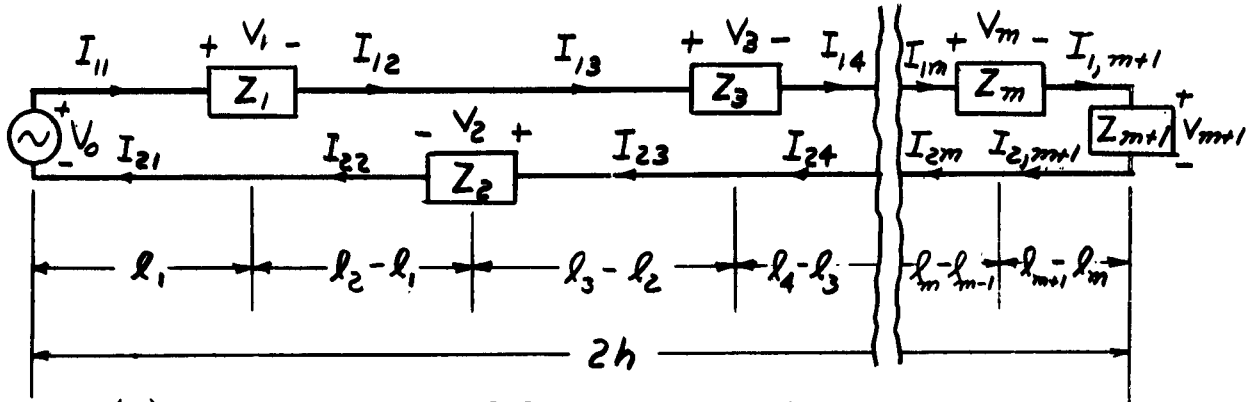 I11 + V1 - I12 I13 + V3 - I14 I1m + Vm - I1,m+1
Z1 Z3 Zm
+ V0 - Zm+1 + Vm+1 -
I21 I22 - V2 + I23 I24 I2m I2,m+1
Z2
l1 l2-l1 l3-l2 l4-l3 lm-lm-1 lm+1-lm
2h